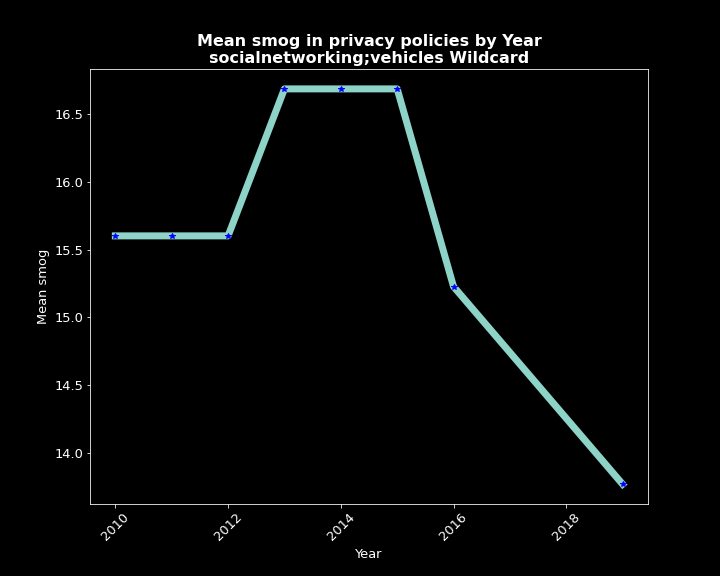 Mean smog in privacy policies by Year
socialnetworking;vehicles Wildcard
16.5
16.0
15.5
15.0
14.5
14.0
Mean smog
2010
2012
2014
2016
2018
Year